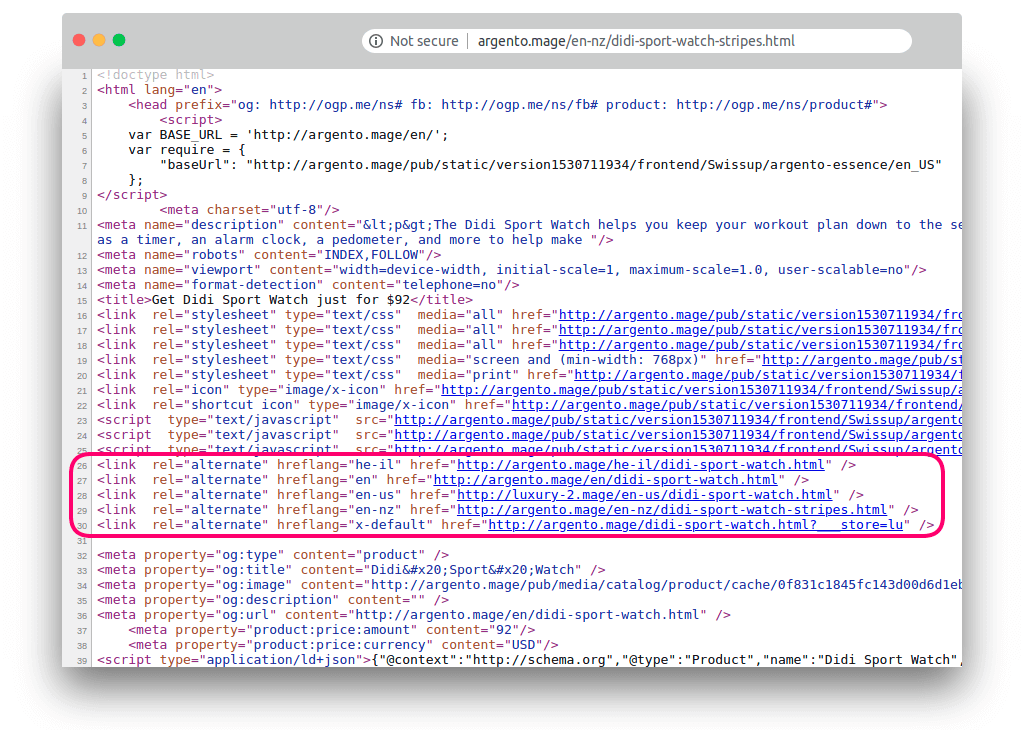 Not secure argento.mage/en-nz/didi-sport-watch-stripes.html
1 <!doctype html>
2 <html lang="en">
3 <head prefix="og: http://ogp.me/ns# fb: http://ogp.me/ns/fb# product: http://ogp.me/ns/product#">
4 <script>
5 var BASE_URL = 'http://argento.mage/en/';
6 var require = {
7 "baseUrl": "http://argento.mage/pub/static/version1530711934/frontend/Swissup/argento-essence/en_US"
8 };
9 </script>
10 <meta charset="utf-8"/>
11 <meta name="description" content="&lt;p&gt;The Didi Sport Watch helps you keep your workout plan down to the se
as a timer, an alarm clock, a pedometer, and more to help make "/>
12 <meta name="robots" content="INDEX,FOLLOW"/>
13 <meta name="viewport" content="width=device-width, initial-scale=1, maximum-scale=1.0, user-scalable=no"/>
14 <meta name="format-detection" content="telephone=no"/>
15 <title>Get Didi Sport Watch just for $92</title>
16 <link rel="stylesheet" type="text/css" media="all" href="http://argento.mage/pub/static/version1530711934/fro
17 <link rel="stylesheet" type="text/css" media="all" href="http://argento.mage/pub/static/version1530711934/fro
18 <link rel="stylesheet" type="text/css" media="all" href="http://argento.mage/pub/static/version1530711934/fro
19 <link rel="stylesheet" type="text/css" media="screen and (min-width: 768px)" href="http://argento.mage/pub/st
20 <link rel="stylesheet" type="text/css" media="print" href="http://argento.mage/pub/static/version1530711934/f
21 <link rel="icon" type="image/x-icon" href="http://argento.mage/pub/static/version1530711934/frontend/Swissup/a
22 <link rel="shortcut icon" type="image/x-icon" href="http://argento.mage/pub/static/version1530711934/frontend/
23 <script type="text/javascript" src="http://argento.mage/pub/static/version1530711934/frontend/Swissup/argento
24 <script type="text/javascript" src="http://argento.mage/pub/static/version1530711934/frontend/Swissup/argento
25 <script type="text/javascript" src="http://argento.mage/pub/static/version1530711934/frontend/Swissup/argento
26 <link rel="alternate" hreflang="he-il" href="http://argento.mage/he-il/didi-sport-watch.html" />
27 <link rel="alternate" hreflang="en" href="http://argento.mage/en/didi-sport-watch.html" />
28 <link rel="alternate" hreflang="en-us" href="http://luxury-2.mage/en-us/didi-sport-watch.html" />
29 <link rel="alternate" hreflang="en-nz" href="http://argento.mage/en-nz/didi-sport-watch-stripes.html" />
30 <link rel="alternate" hreflang="x-default" href="http://argento.mage/didi-sport-watch.html?___store=lu" />
31
32 <meta property="og:type" content="product" />
33 <meta property="og:title" content="Didi&#x20;Sport&#x20;Watch" />
34 <meta property="og:image" content="http://argento.mage/pub/media/catalog/product/cache/0f831c1845fc143d00d6d1eb
35 <meta property="og:description" content="" />
36 <meta property="og:url" content="http://argento.mage/en/didi-sport-watch.html" />
37 <meta property="product:price:amount" content="92"/>
38 <meta property="product:price:currency" content="USD"/>
39 <script type="application/ld+json">{"@context":"http://schema.org","@type":"Product","name":"Didi Sport Watch",